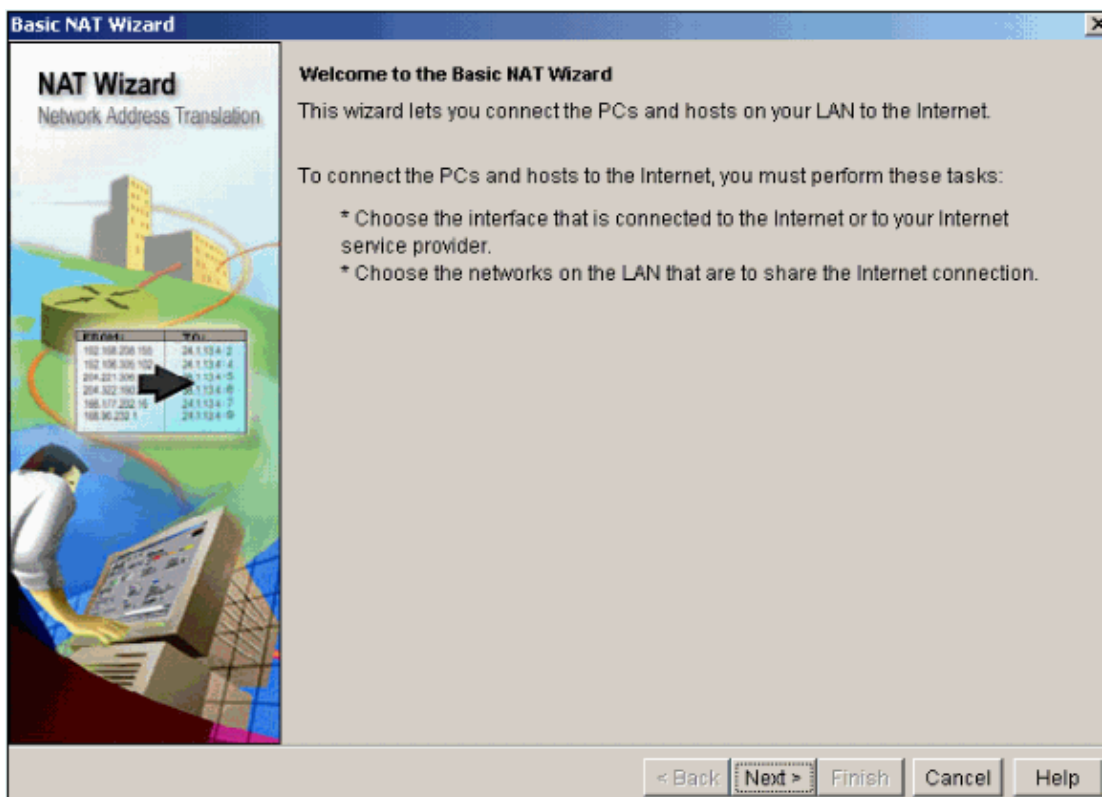 Basic NAT Wizard
NAT Wizard
Network Address Translation
Welcome to the Basic NAT Wizard
This wizard lets you connect the PCs and hosts on your LAN to the Internet.
To connect the PCs and hosts to the Internet, you must perform these tasks:
* Choose the interface that is connected to the Internet or to your Internet
service provider.
* Choose the networks on the LAN that are to share the Internet connection.
FROM: TO:
< Back Next > Finish Cancel Help